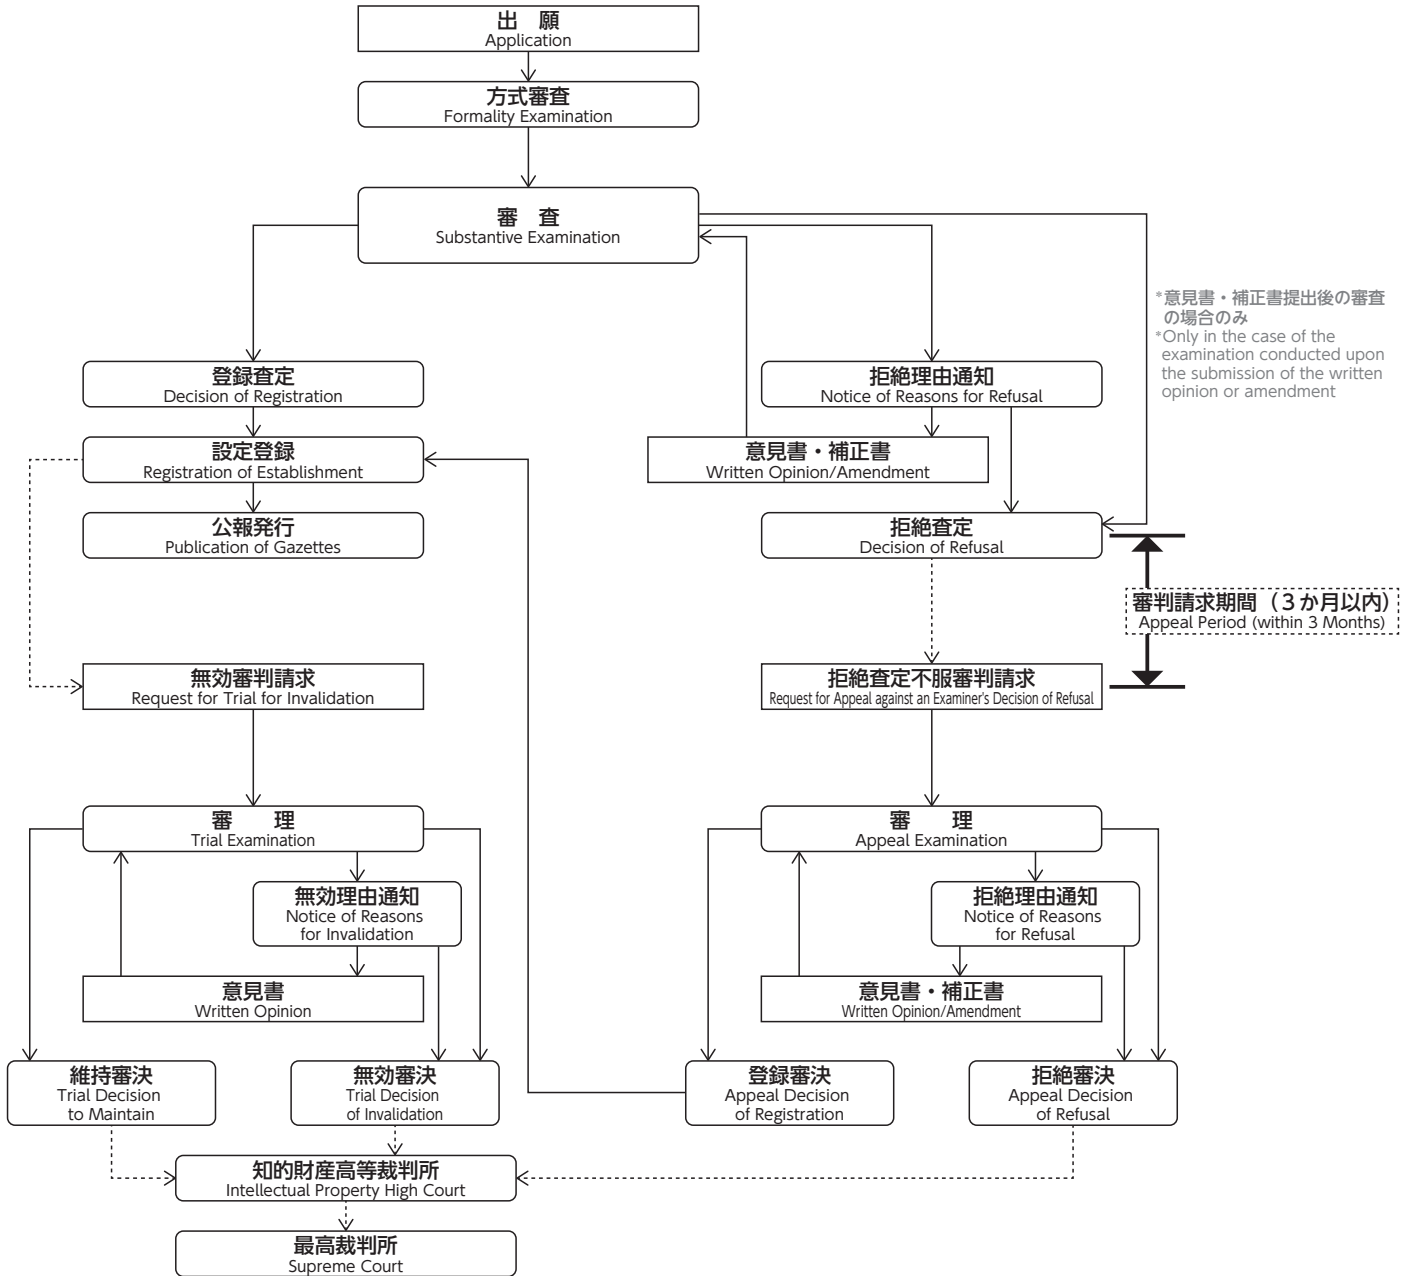 出　願
Application
方式審査
Formality Examination
審　査
Substantive Examination
*意見書・補正書提出後の審査
の場合のみ
*Only in the case of the
examination conducted upon
the submission of the written
opinion or amendment
登録査定
Decision of Registration
拒絶理由通知
Notice of Reasons for Refusal
設定登録
Registration of Establishment
意見書・補正書
Written Opinion/Amendment
公報発行
Publication of Gazettes
拒絶査定
Decision of Refusal
審判請求期間（３か月以内）
Appeal Period (within 3 Months)
無効審判請求
Request for Trial for Invalidation
拒絶査定不服審判請求
Request for Appeal against an Examiner's Decision of Refusal
審　　理
Trial Examination
審　　理
Appeal Examination
無効理由通知
Notice of Reasons
for Invalidation
拒絶理由通知
Notice of Reasons
for Refusal
意見書
Written Opinion
意見書・補正書
Written Opinion/Amendment
維持審決
Trial Decision
to Maintain
無効審決
Trial Decision
of Invalidation
登録審決
Appeal Decision
of Registration
拒絶審決
Appeal Decision
of Refusal
知的財産高等裁判所
Intellectual Property High Court
最高裁判所
Supreme Court